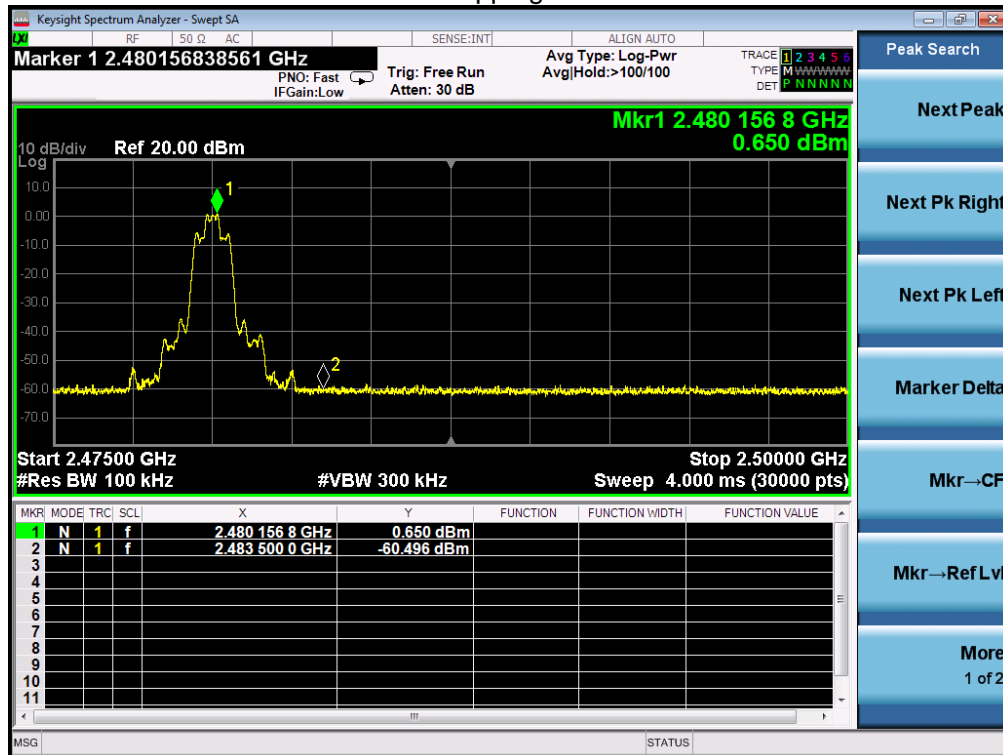 Keysight Spectrum Analyzer - Swept SA
LXI RF 50 Ω AC SENSE:INT ALIGN AUTO
Marker 1 2.480156838561 GHz
PNO: Fast
IFGain:Low
Trig: Free Run
Atten: 30 dB
Avg Type: Log-Pwr
Avg|Hold:>100/100
TRACE 1 2 3 4 5 6
TYPE M WWWWW
DET P N N N N N
Mkr1 2.480 156 8 GHz
0.650 dBm
10 dB/div Ref 20.00 dBm
Log
10.0
0.00
-10.0
-20.0
-30.0
-40.0
-50.0
-60.0
-70.0
1
2
Start 2.47500 GHz
Stop 2.50000 GHz
#Res BW 100 kHz
#VBW 300 kHz
Sweep 4.000 ms (30000 pts)
MKR MODE TRC SCL X Y FUNCTION FUNCTION WIDTH FUNCTION VALUE
1 N 1 f 2.480 156 8 GHz 0.650 dBm
2 N 1 f 2.483 500 0 GHz -60.496 dBm
3
4
5
6
7
8
9
10
11
MSG STATUS
Peak Search
Next Peak
Next Pk Right
Next Pk Left
Marker Delta
Mkr→CF
Mkr→Ref Lvl
More
1 of 2